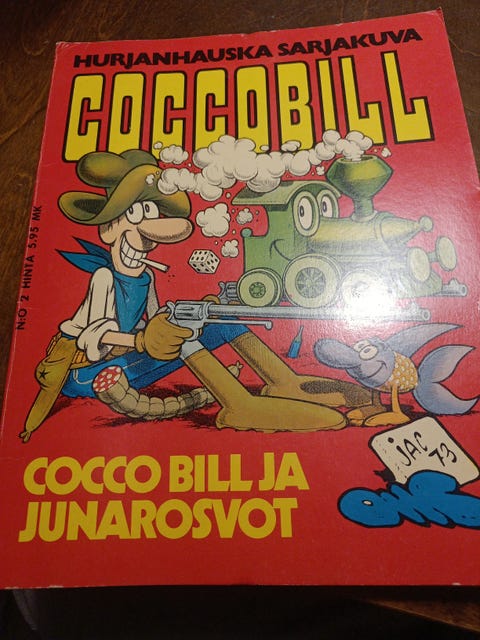 HURJANHAUSKA SARJAKUVA
COCCOBILL
N:O 2 HINTA 5.95 MK
COCCO BILL JA
JUNAROSVOT
JAC
73